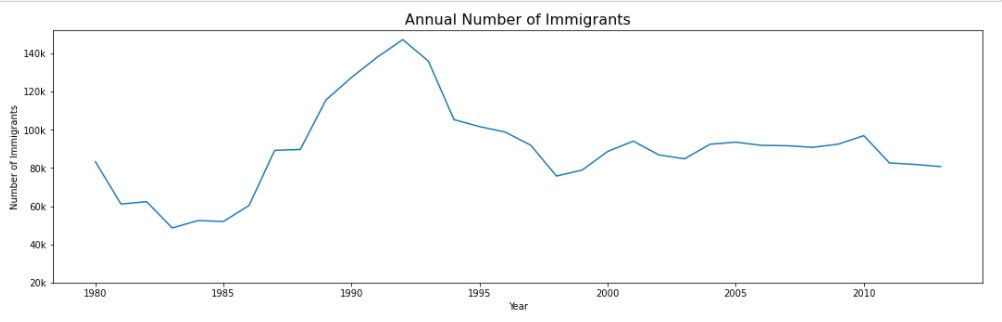 Annual Number of Immigrants
Number of Immigrants
140k
120k
100k
80k
60k
40k
20k
1980 1985 1990 1995 2000 2005 2010
Year